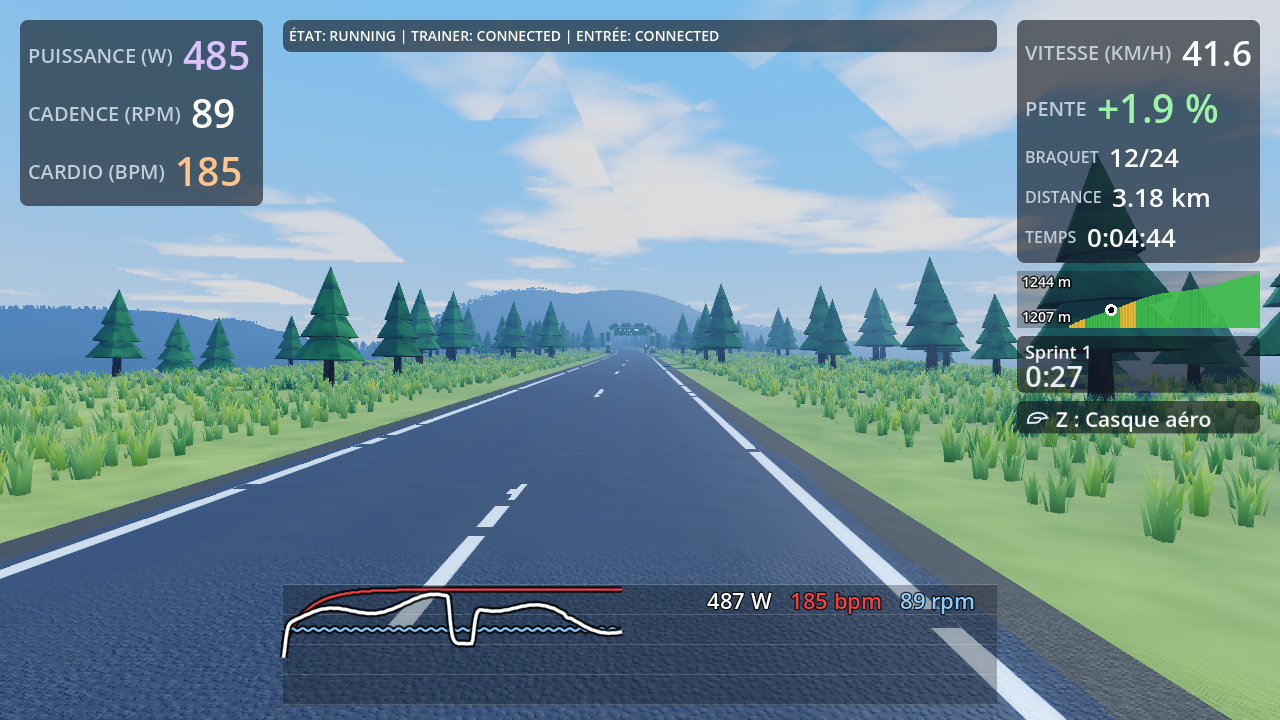 PUISSANCE (W) 485
CADENCE (RPM) 89
CARDIO (BPM) 185
ÉTAT: RUNNING | TRAINER: CONNECTED | ENTRÉE: CONNECTED
VITESSE (KM/H) 41.6
PENTE +1.9 %
BRAQUET 12/24
DISTANCE 3.18 km
TEMPS 0:04:44
1244 m
1207 m
Sprint 1
0:27
Z : Casque aéro
487 W 185 bpm 89 rpm